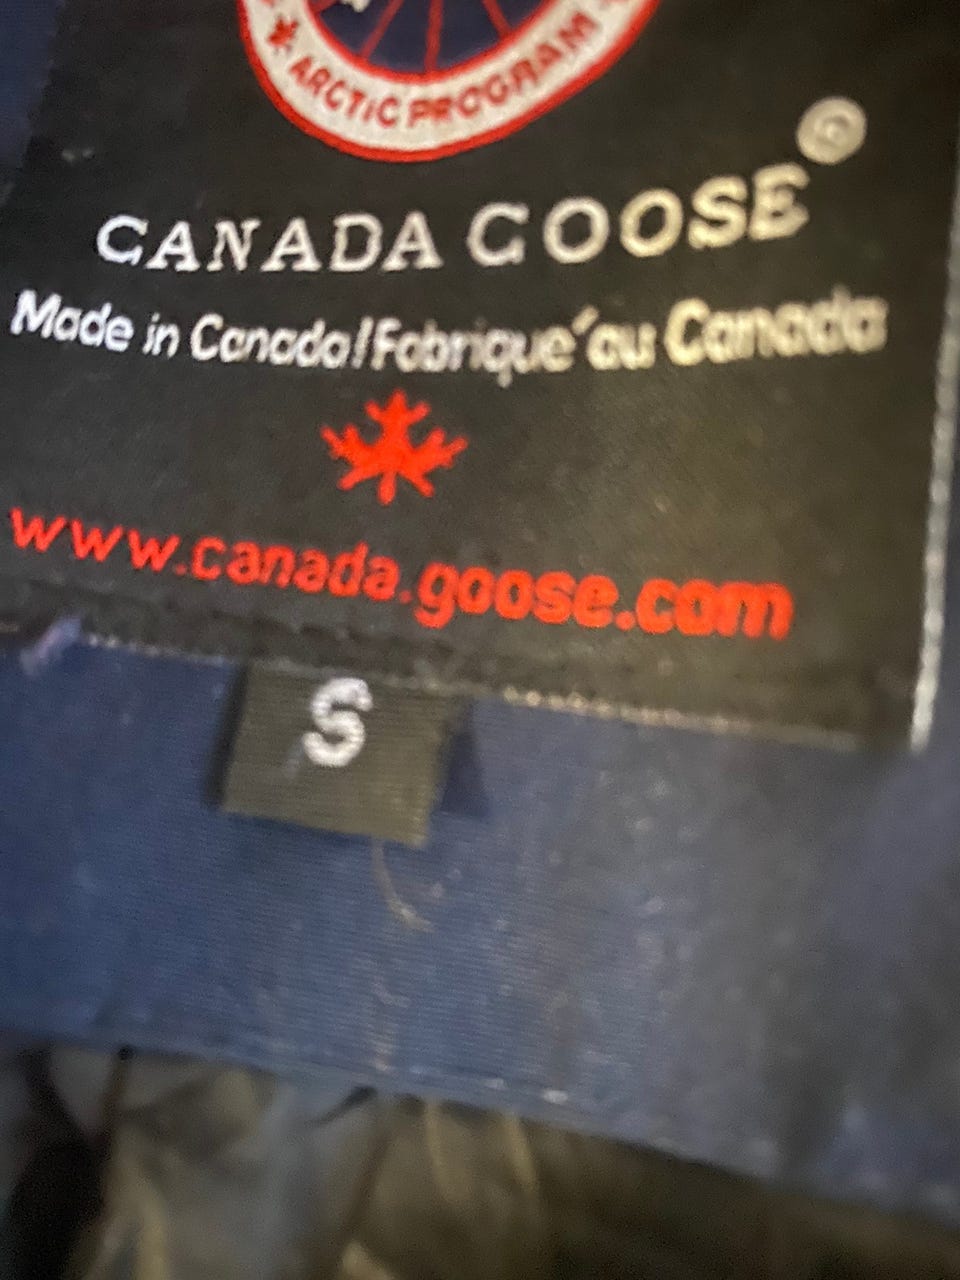 ARCTIC PROGRAM
CANADA GOOSE®
Made in Canada/Fabrique´au Canada
www.canada.goose.com
S